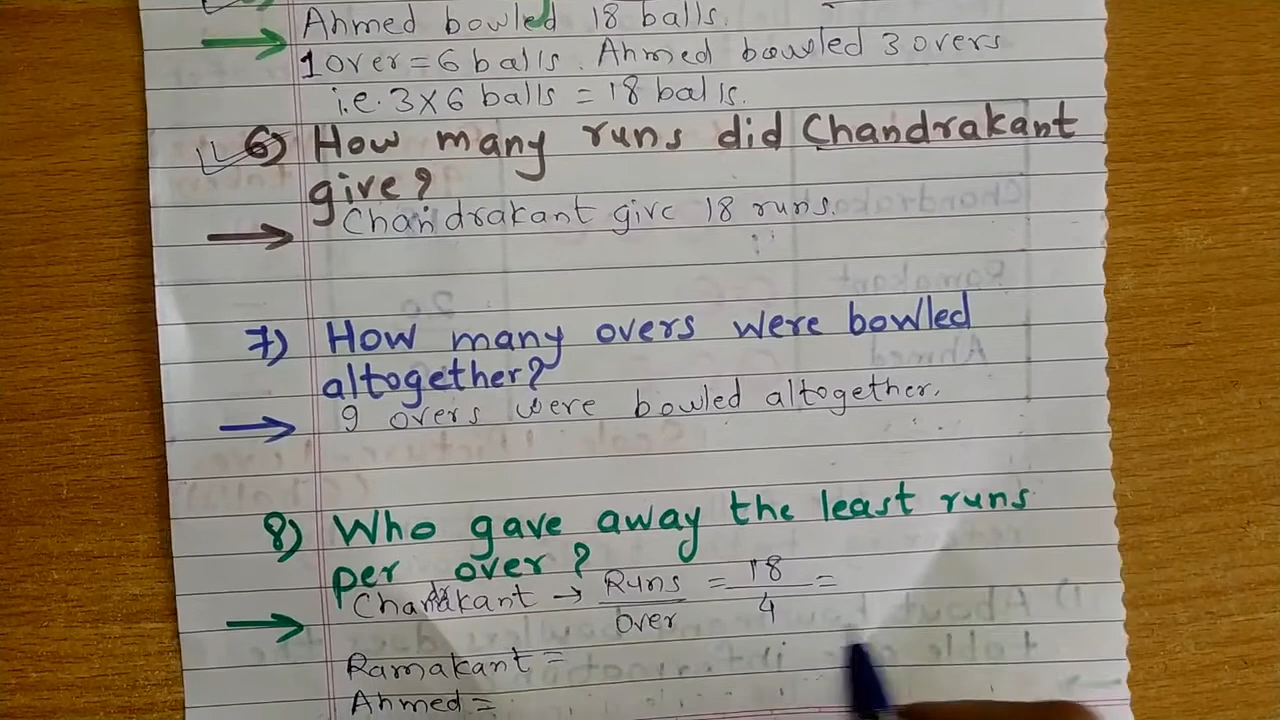 Ahmed bowled 18 balls.
1 over = 6 balls. Ahmed bowled 3 overs
i.e. 3 x 6 balls = 18 balls.
6) How many runs did Chandrakant
give?
Chandrakant give 18 runs.
7) How many overs were bowled
altogether?
9 overs were bowled altogether.
8) Who gave away the least runs
per over?
Chandrakant → Runs / over = 18 / 4 =
Ramakant =
Ahmed =